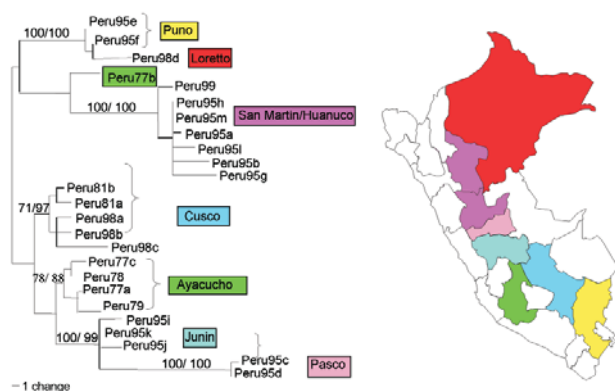 Peru95e
Puno
100/100
Peru95f
Peru98d
Loretto
Peru77b
Peru99
100/ 100
Peru95h
Peru95m
San Martin/Huanuco
Peru95a
Peru95l
Peru95b
Peru95g
Peru81b
71/97
Peru81a
Peru98a
Cusco
Peru98b
Peru98c
Peru77c
78/ 88
Peru78
Peru77a
Ayacucho
Peru79
Peru95i
100/ 99
Peru95k
Junin
Peru95j
100/ 100
Peru95c
Peru95d
Pasco
1 change